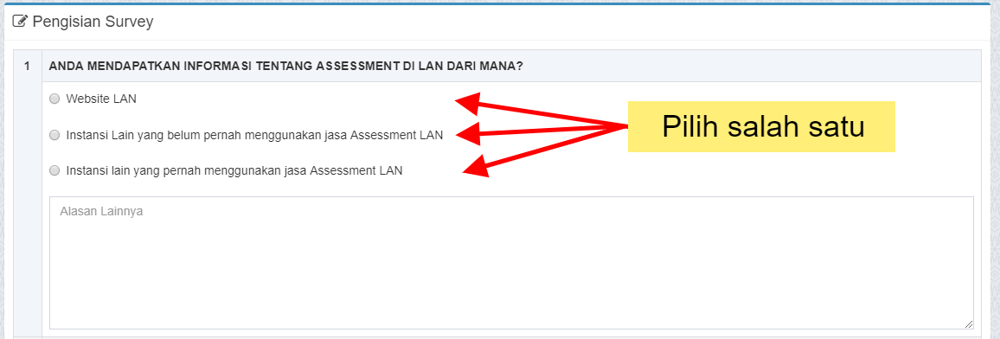 Pengisian Survey
1 ANDA MENDAPATKAN INFORMASI TENTANG ASSESSMENT DI LAN DARI MANA?
Website LAN
Instansi Lain yang belum pernah menggunakan jasa Assessment LAN
Instansi lain yang pernah menggunakan jasa Assessment LAN
Pilih salah satu
Alasan Lainnya